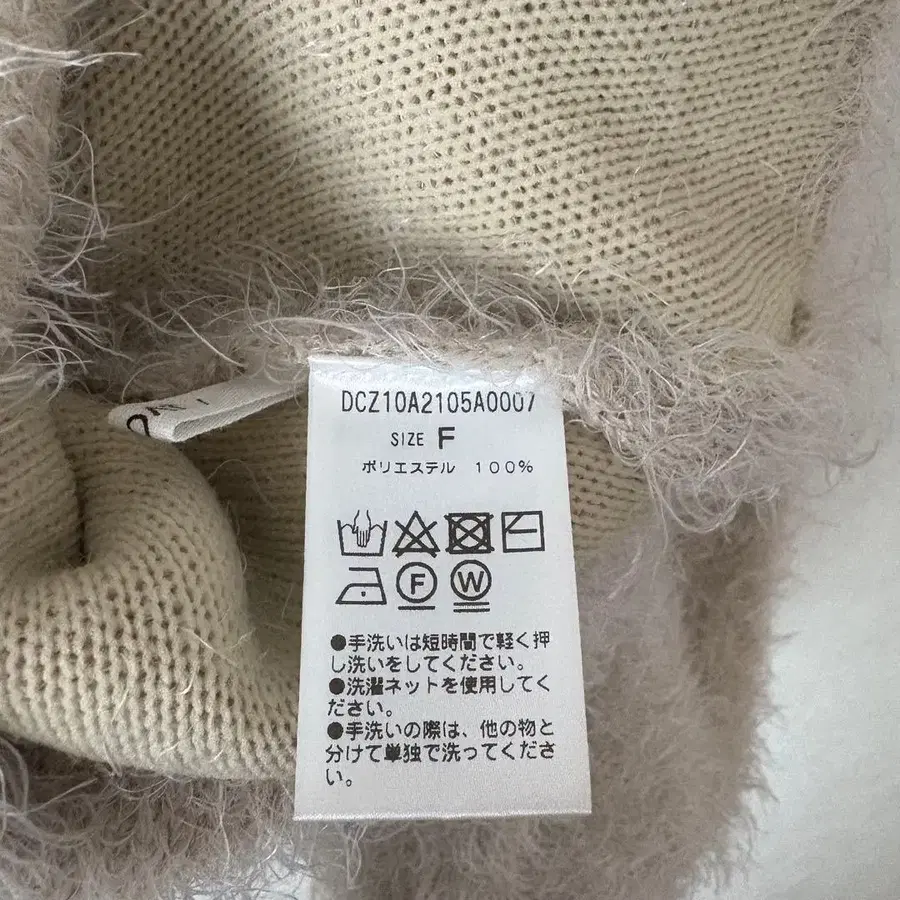 DCZ10A2105A0007
SIZE F
ポリエステル 100%
F W
●手洗いは短時間で軽く押
し洗いをしてください。
●洗濯ネットを使用してく
ださい。
●手洗いの際は、他の物と
分けて単独で洗ってくださ
い。